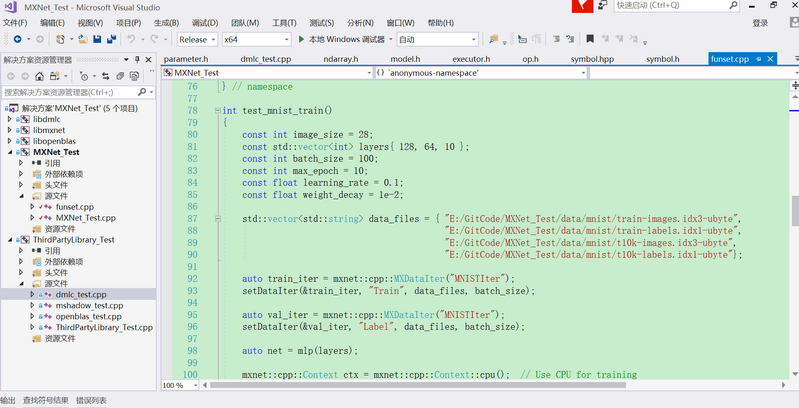 MXNet_Test - Microsoft Visual Studio
快速启动 (Ctrl+Q)
文件(F) 编辑(E) 视图(V) 项目(P) 生成(B) 调试(D) 团队(M) 工具(T) 测试(S) 分析(N) 窗口(W) 帮助(H)
登录
Release x64 本地 Windows 调试器 自动
解决方案资源管理器
搜索解决方案资源管理器(Ctrl+;)
解决方案'MXNet_Test' (5 个项目)
libdmlc
libmxnet
libopenblas
MXNet_Test
引用
外部依赖项
头文件
源文件
funset.cpp
MXNet_Test.cpp
资源文件
ThirdPartyLibrary_Test
引用
外部依赖项
头文件
源文件
dmlc_test.cpp
mshadow_test.cpp
openblas_test.cpp
ThirdPartyLibrary_Test.cpp
资源文件
parameter.h dmlc_test.cpp ndarray.h model.h executor.h op.h symbol.hpp symbol.h funset.cpp
MXNet_Test {} `anonymous-namespace'
76 } // namespace
77
78 int test_mnist_train()
79 {
80 const int image_size = 28;
81 const std::vector<int> layers{ 128, 64, 10 };
82 const int batch_size = 100;
83 const int max_epoch = 10;
84 const float learning_rate = 0.1;
85 const float weight_decay = 1e-2;
86
87 std::vector<std::string> data_files = { "E:/GitCode/MXNet_Test/data/mnist/train-images.idx3-ubyte",
88 "E:/GitCode/MXNet_Test/data/mnist/train-labels.idx1-ubyte",
89 "E:/GitCode/MXNet_Test/data/mnist/t10k-images.idx3-ubyte",
90 "E:/GitCode/MXNet_Test/data/mnist/t10k-labels.idx1-ubyte"};
91
92 auto train_iter = mxnet::cpp::MXDataIter("MNISTIter");
93 setDataIter(&train_iter, "Train", data_files, batch_size);
94
95 auto val_iter = mxnet::cpp::MXDataIter("MNISTIter");
96 setDataIter(&val_iter, "Label", data_files, batch_size);
97
98 auto net = mlp(layers);
99
100 mxnet::cpp::Context ctx = mxnet::cpp::Context::cpu(); // Use CPU for training
100 %
输出 查找符号结果 错误列表